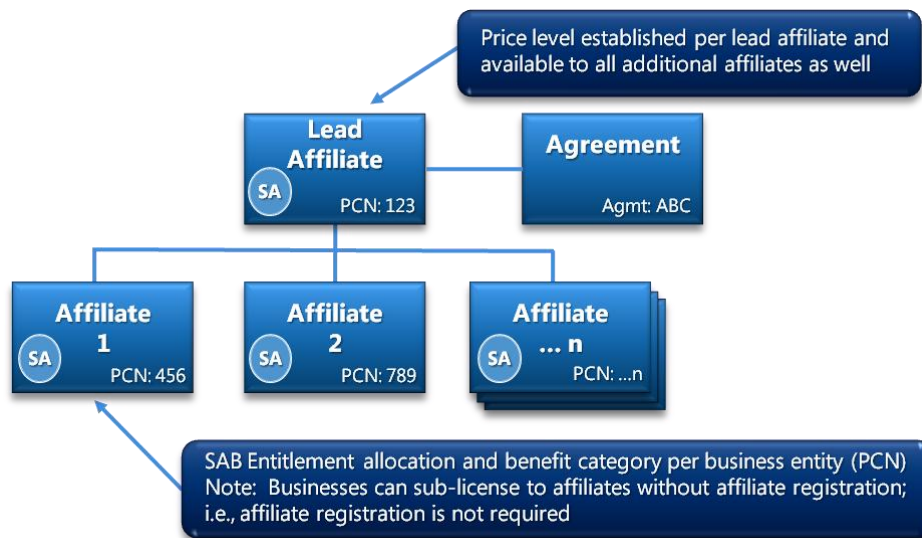 Price level established per lead affiliate and
available to all additional affiliates as well
Lead
Affiliate
SA
PCN: 123
Agreement
Agmt: ABC
Affiliate
1
SA
PCN: 456
Affiliate
2
SA
PCN: 789
Affiliate
... n
SA
PCN: ...n
SAB Entitlement allocation and benefit category per business entity (PCN)
Note:  Businesses can sub-license to affiliates without affiliate registration;
i.e., affiliate registration is not required